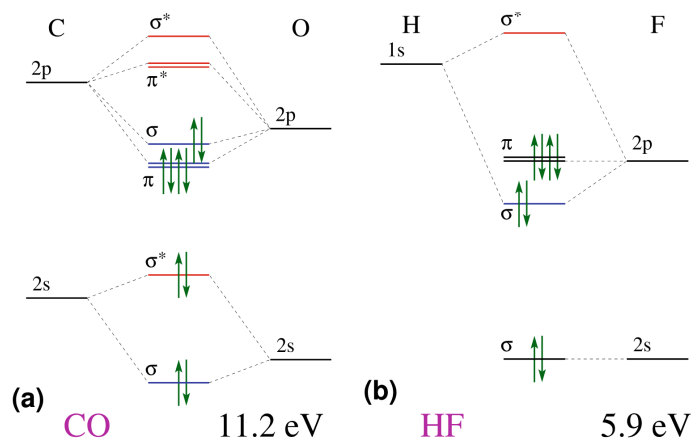 C σ* O
2p
π*
2p
σ
π
σ*
2s
2s
σ
(a) CO 11.2 eV
H σ* F
1s
π
2p
σ
σ 2s
(b) HF 5.9 eV